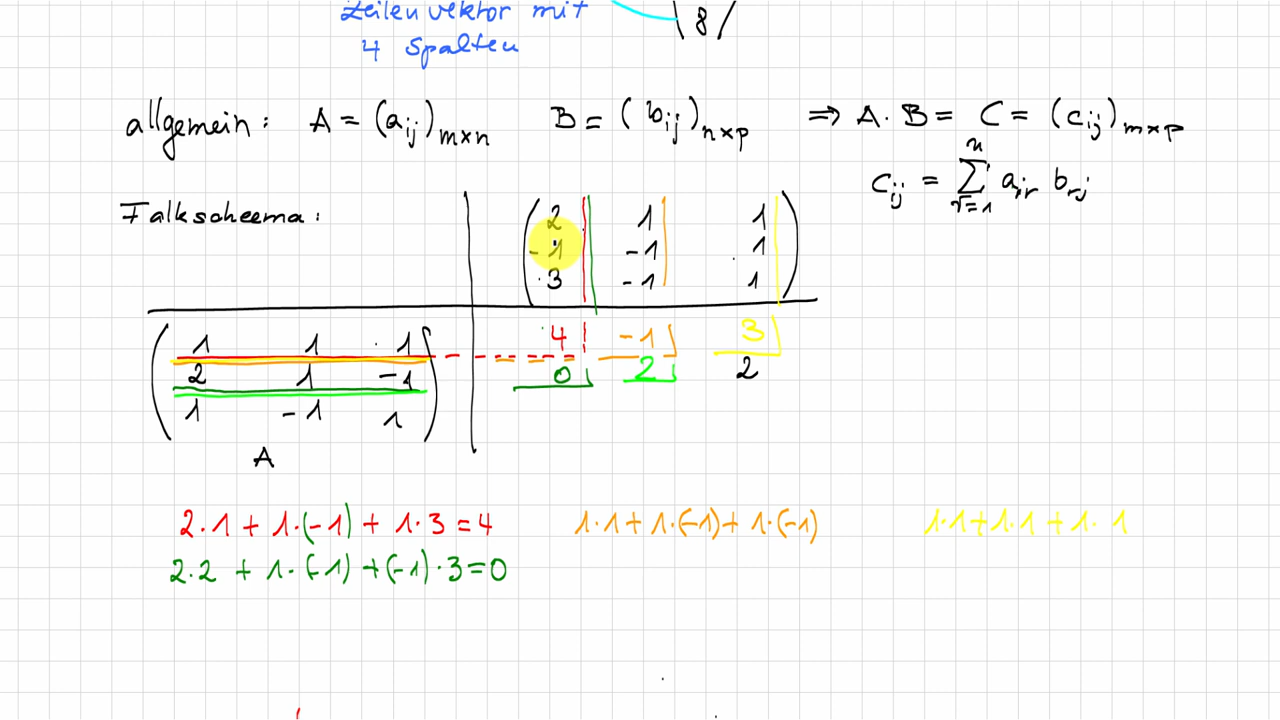 Zeilenvektor mit
4 Spalten
8
allgemein: A = (aij)m×n B = (bij)n×p ⇒ A. B = C = (cij)m×p
cij = n∑r=1 air brj
Falkscheema:
2 1 1
-1 -1 1
3 -1 1
1 1 1 4 -1 3
2 1 -1 0 2 2
1 -1 1
A
2·1 + 1·(-1) + 1·3 = 4 1·1 + 1·(-1) + 1·(-1) 1·1 + 1·1 + 1·1
2·2 + 1·(-1) + (-1)·3 = 0